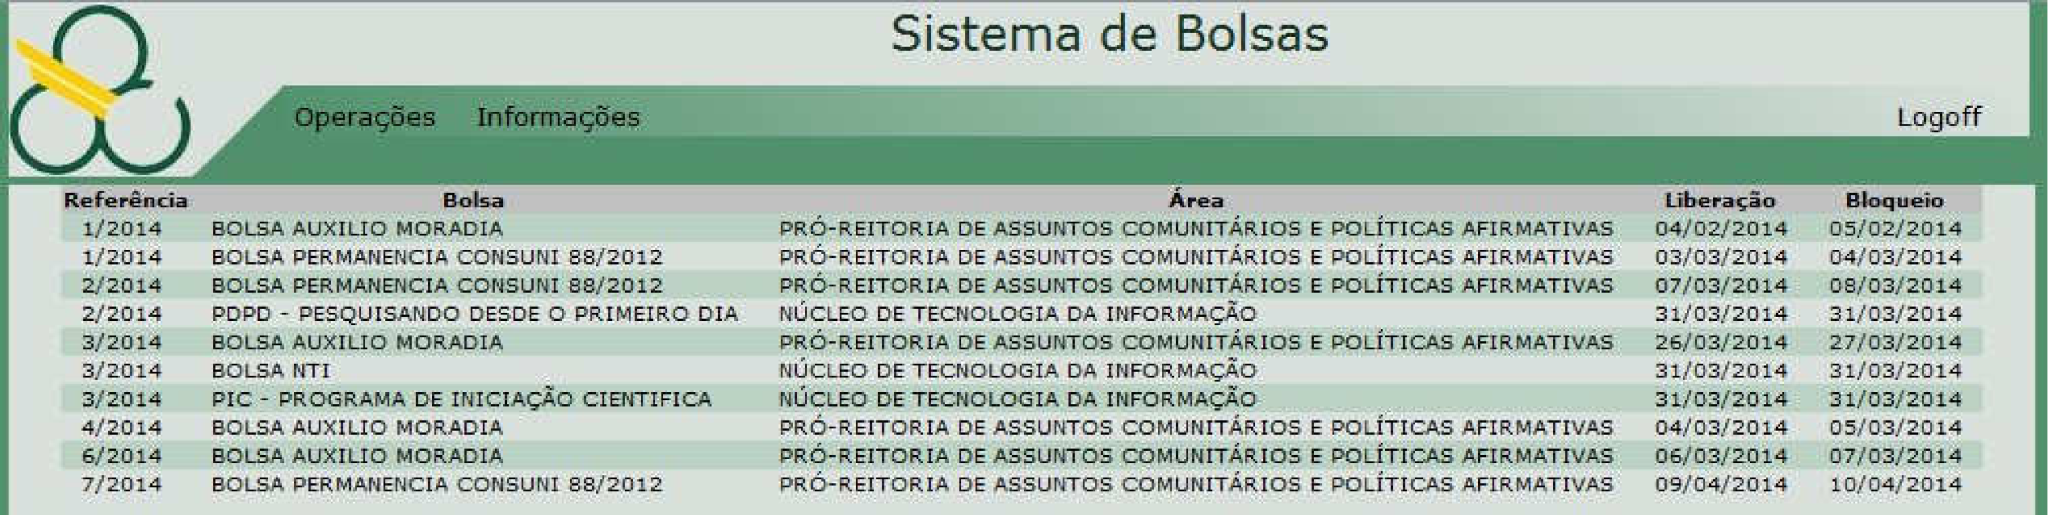 Sistema de Bolsas
Operações Informações Logoff
Referência Bolsa Área Liberação Bloqueio
1/2014 BOLSA AUXILIO MORADIA PRÓ-REITORIA DE ASSUNTOS COMUNITÁRIOS E POLÍTICAS AFIRMATIVAS 04/02/2014 05/02/2014
1/2014 BOLSA PERMANENCIA CONSUNI 88/2012 PRÓ-REITORIA DE ASSUNTOS COMUNITÁRIOS E POLÍTICAS AFIRMATIVAS 03/03/2014 04/03/2014
2/2014 BOLSA PERMANENCIA CONSUNI 88/2012 PRÓ-REITORIA DE ASSUNTOS COMUNITÁRIOS E POLÍTICAS AFIRMATIVAS 07/03/2014 08/03/2014
2/2014 PDPD - PESQUISANDO DESDE O PRIMEIRO DIA NÚCLEO DE TECNOLOGIA DA INFORMAÇÃO 31/03/2014 31/03/2014
3/2014 BOLSA AUXILIO MORADIA PRÓ-REITORIA DE ASSUNTOS COMUNITÁRIOS E POLÍTICAS AFIRMATIVAS 26/03/2014 27/03/2014
3/2014 BOLSA NTI NÚCLEO DE TECNOLOGIA DA INFORMAÇÃO 31/03/2014 31/03/2014
3/2014 PIC - PROGRAMA DE INICIAÇÃO CIENTIFICA NÚCLEO DE TECNOLOGIA DA INFORMAÇÃO 31/03/2014 31/03/2014
4/2014 BOLSA AUXILIO MORADIA PRÓ-REITORIA DE ASSUNTOS COMUNITÁRIOS E POLÍTICAS AFIRMATIVAS 04/03/2014 05/03/2014
6/2014 BOLSA AUXILIO MORADIA PRÓ-REITORIA DE ASSUNTOS COMUNITÁRIOS E POLÍTICAS AFIRMATIVAS 06/03/2014 07/03/2014
7/2014 BOLSA PERMANENCIA CONSUNI 88/2012 PRÓ-REITORIA DE ASSUNTOS COMUNITÁRIOS E POLÍTICAS AFIRMATIVAS 09/04/2014 10/04/2014